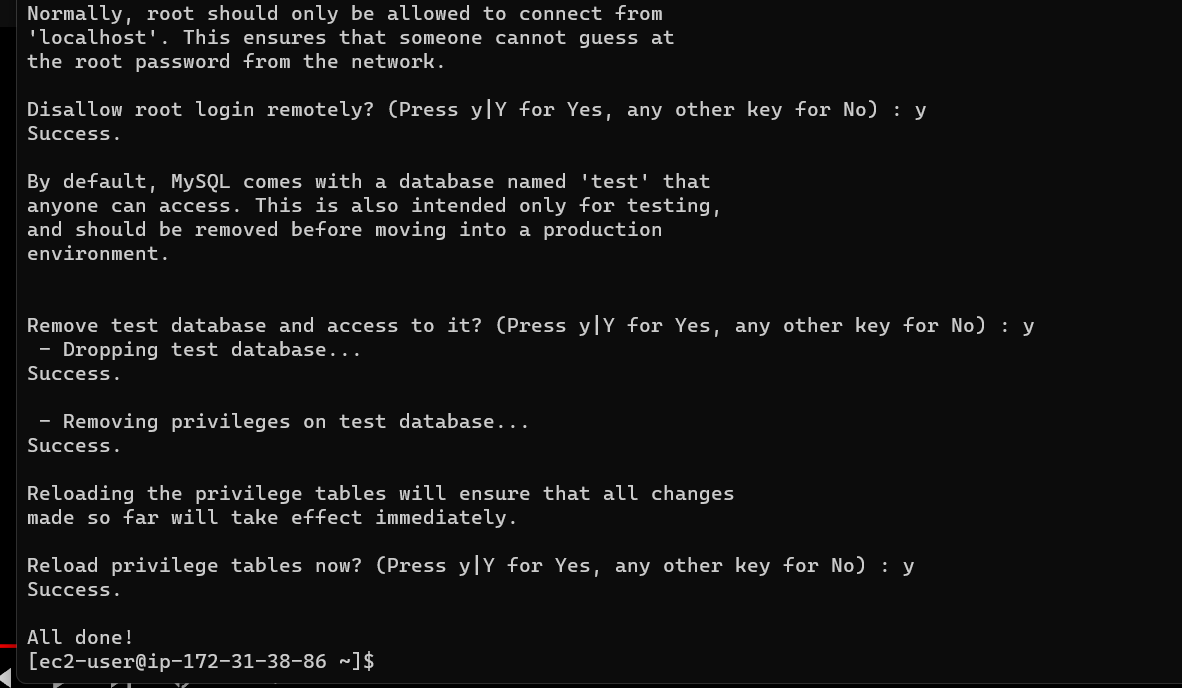 Normally, root should only be allowed to connect from
'localhost'. This ensures that someone cannot guess at
the root password from the network.
Disallow root login remotely? (Press y|Y for Yes, any other key for No) : y
Success.
By default, MySQL comes with a database named 'test' that
anyone can access. This is also intended only for testing,
and should be removed before moving into a production
environment.
Remove test database and access to it? (Press y|Y for Yes, any other key for No) : y
- Dropping test database...
Success.
- Removing privileges on test database...
Success.
Reloading the privilege tables will ensure that all changes
made so far will take effect immediately.
Reload privilege tables now? (Press y|Y for Yes, any other key for No) : y
Success.
All done!
[ec2-user@ip-172-31-38-86 ~]$